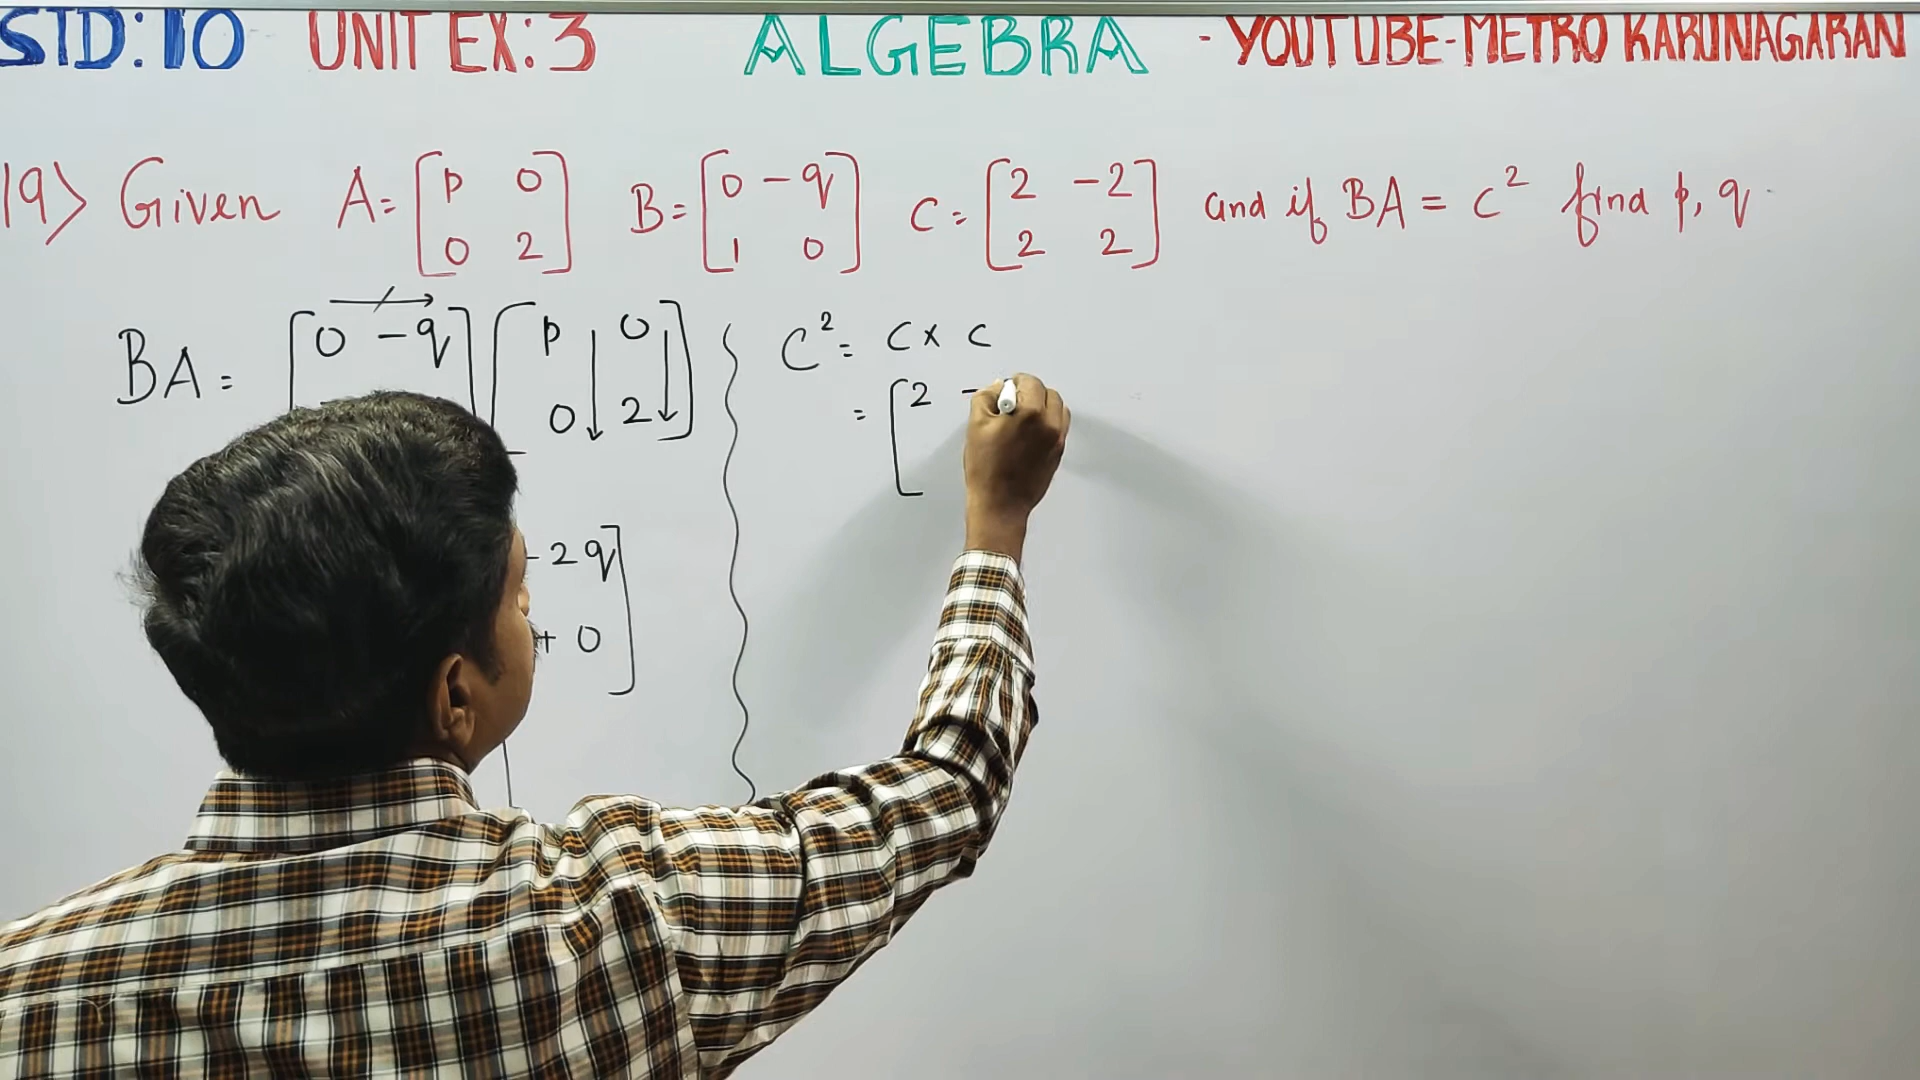 STD: 10 UNIT EX: 3 ALGEBRA - YOUTUBE-METRO KARUNAGARAN
19> Given A = [p 0] B = [0 -q] C = [2 -2] and if BA = C² find p, q.
[0 2] [1 0] [2 2]
BA = [0 -q] [p 0] C² = C x C
0 2] = [2 -
-2q]
+ 0]